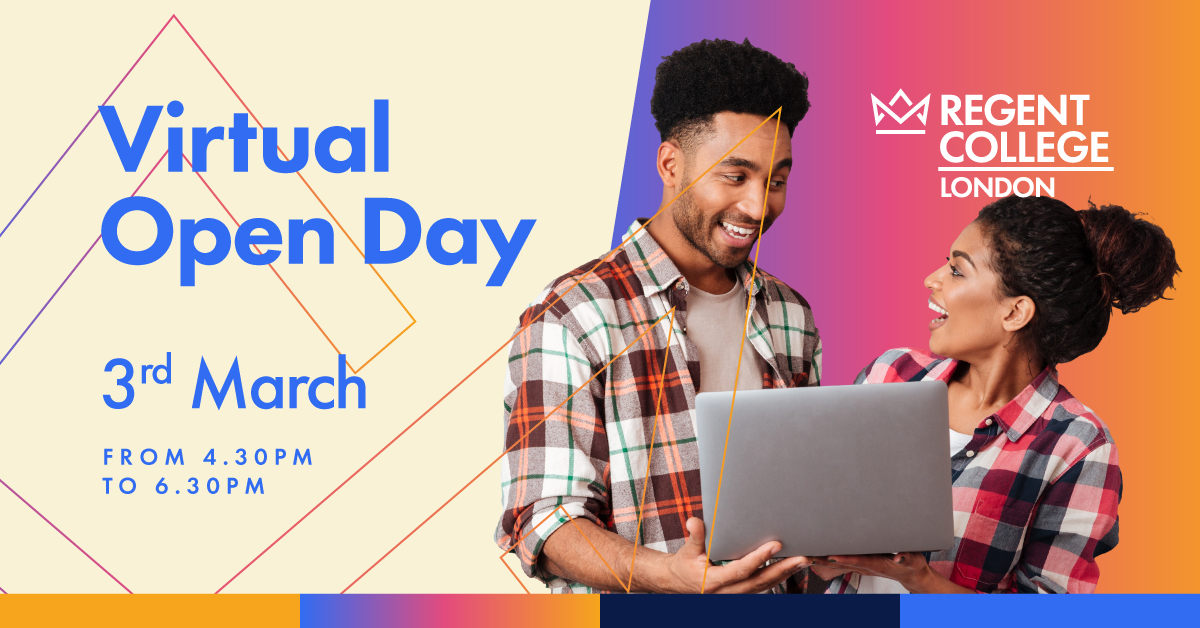 Virtual
Open Day
3rd March
FROM 4.30PM
TO 6.30PM
REGENT
COLLEGE
LONDON